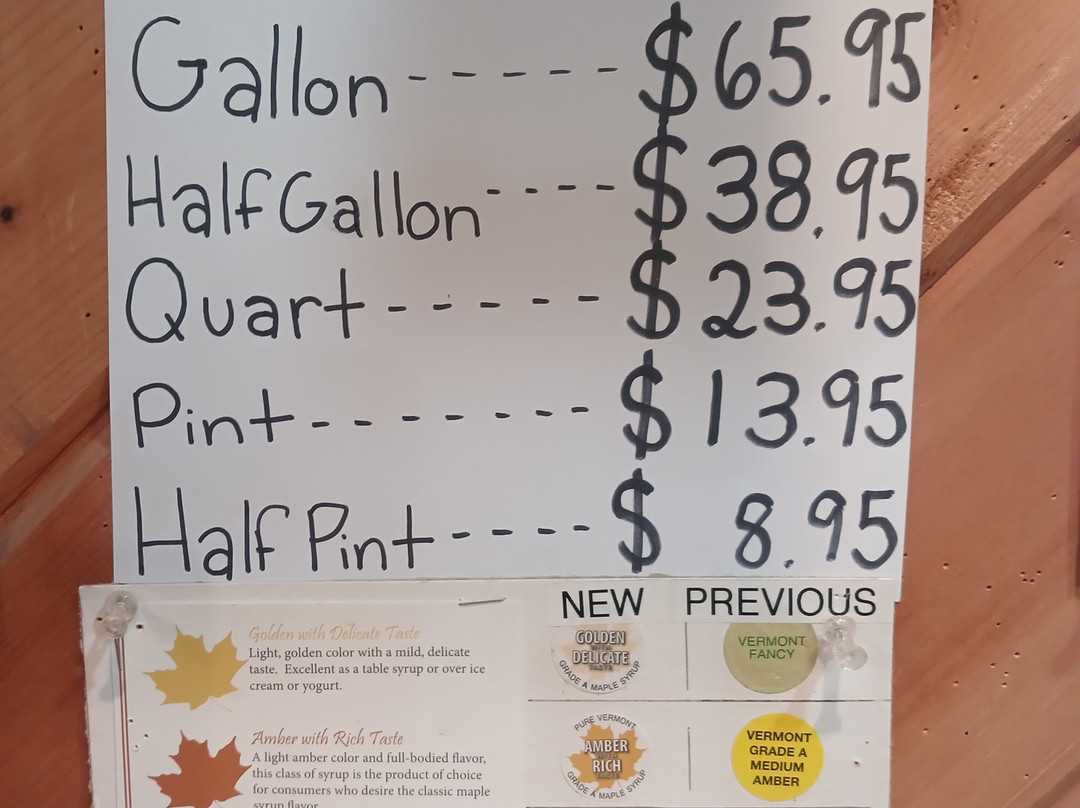 Gallon - - - - - $65.95
Half Gallon - - - - $38.95
Quart - - - - - $23.95
Pint - - - - - - - $13.95
Half Pint - - - - $8.95
NEW PREVIOUS
Golden with Delicate Taste
Light, golden color with a mild, delicate
taste. Excellent as a table syrup or over ice
cream or yogurt.
GOLDEN
DELICATE
GRADE A MAPLE SYRUP
VERMONT
FANCY
Amber with Rich Taste
A light amber color and full-bodied flavor,
this class of syrup is the product of choice
for consumers who desire the classic maple
syrup flavor.
PURE VERMONT
AMBER
RICH
GRADE A MAPLE SYRUP
VERMONT
GRADE A
MEDIUM
AMBER